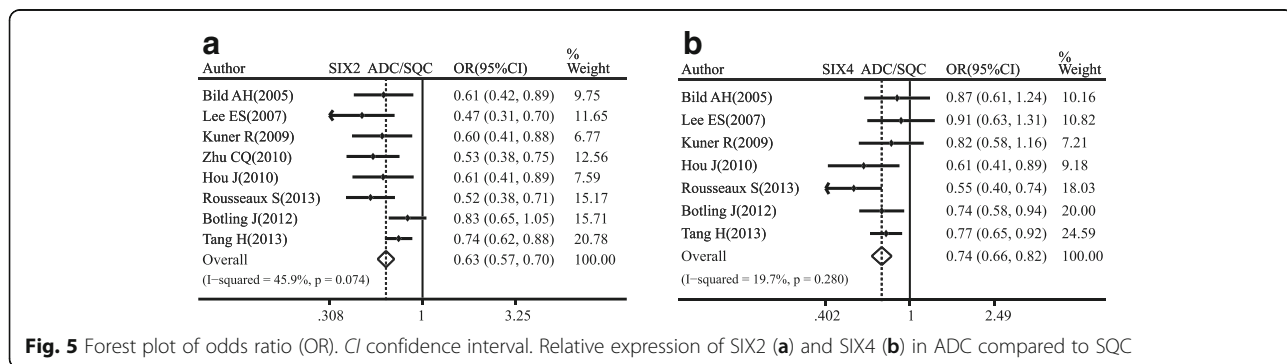 a
%
Author SIX2 ADC/SQC OR(95%CI) Weight
Bild AH(2005) 0.61 (0.42, 0.89) 9.75
Lee ES(2007) 0.47 (0.31, 0.70) 11.65
Kuner R(2009) 0.60 (0.41, 0.88) 6.77
Zhu CQ(2010) 0.53 (0.38, 0.75) 12.56
Hou J(2010) 0.61 (0.41, 0.89) 7.59
Rousseaux S(2013) 0.52 (0.38, 0.71) 15.17
Botling J(2012) 0.83 (0.65, 1.05) 15.71
Tang H(2013) 0.74 (0.62, 0.88) 20.78
Overall 0.63 (0.57, 0.70) 100.00
(I−squared = 45.9%, p = 0.074)
.308 1 3.25
b
%
Author SIX4 ADC/SQC OR(95%CI) Weight
Bild AH(2005) 0.87 (0.61, 1.24) 10.16
Lee ES(2007) 0.91 (0.63, 1.31) 10.82
Kuner R(2009) 0.82 (0.58, 1.16) 7.21
Hou J(2010) 0.61 (0.41, 0.89) 9.18
Rousseaux S(2013) 0.55 (0.40, 0.74) 18.03
Botling J(2012) 0.74 (0.58, 0.94) 20.00
Tang H(2013) 0.77 (0.65, 0.92) 24.59
Overall 0.74 (0.66, 0.82) 100.00
(I−squared = 19.7%, p = 0.280)
.402 1 2.49
Fig. 5 Forest plot of odds ratio (OR). CI confidence interval. Relative expression of SIX2 (a) and SIX4 (b) in ADC compared to SQC